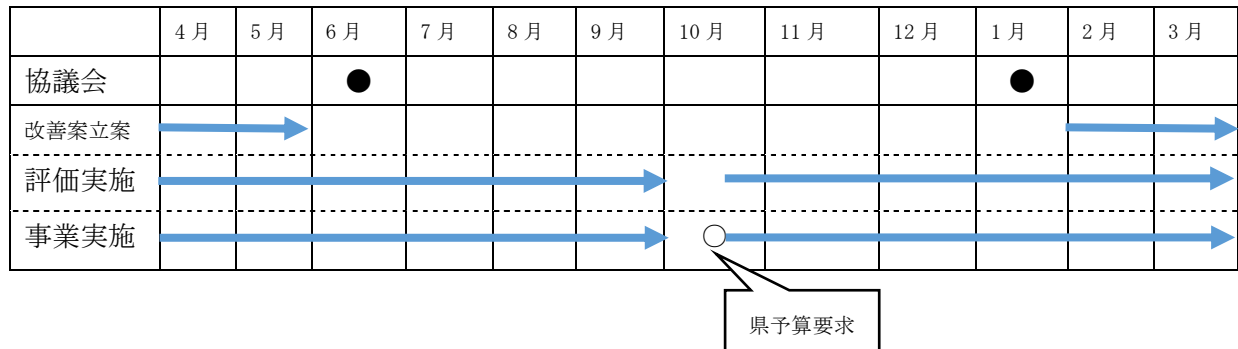 4月 5月 6月 7月 8月 9月 10月 11月 12月 1月 2月 3月
協議会 ● ●
改善案立案
評価実施
事業実施 ○
県予算要求